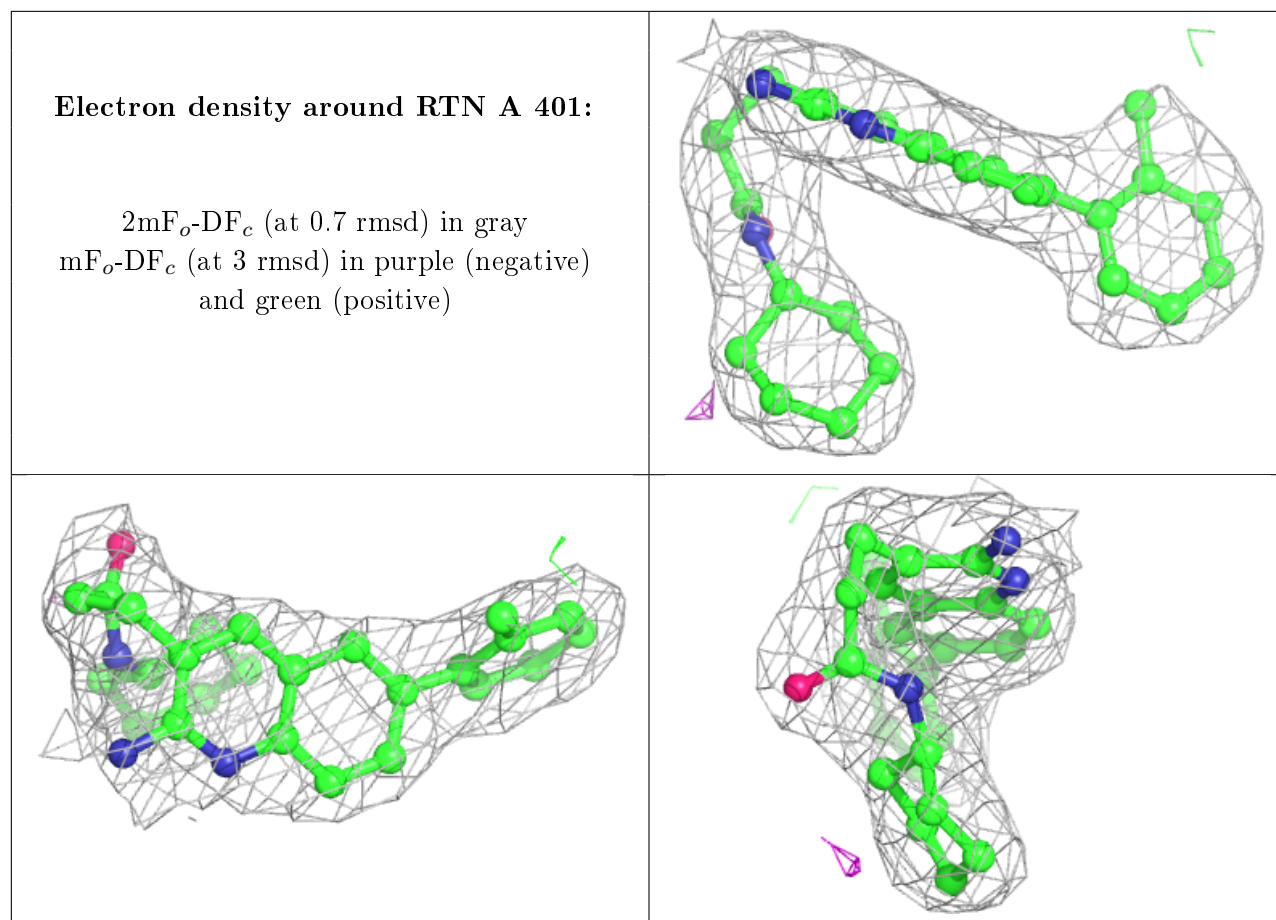 Electron density around RTN A 401:
2mFo-DFc (at 0.7 rmsd) in gray
mFo-DFc (at 3 rmsd) in purple (negative)
and green (positive)